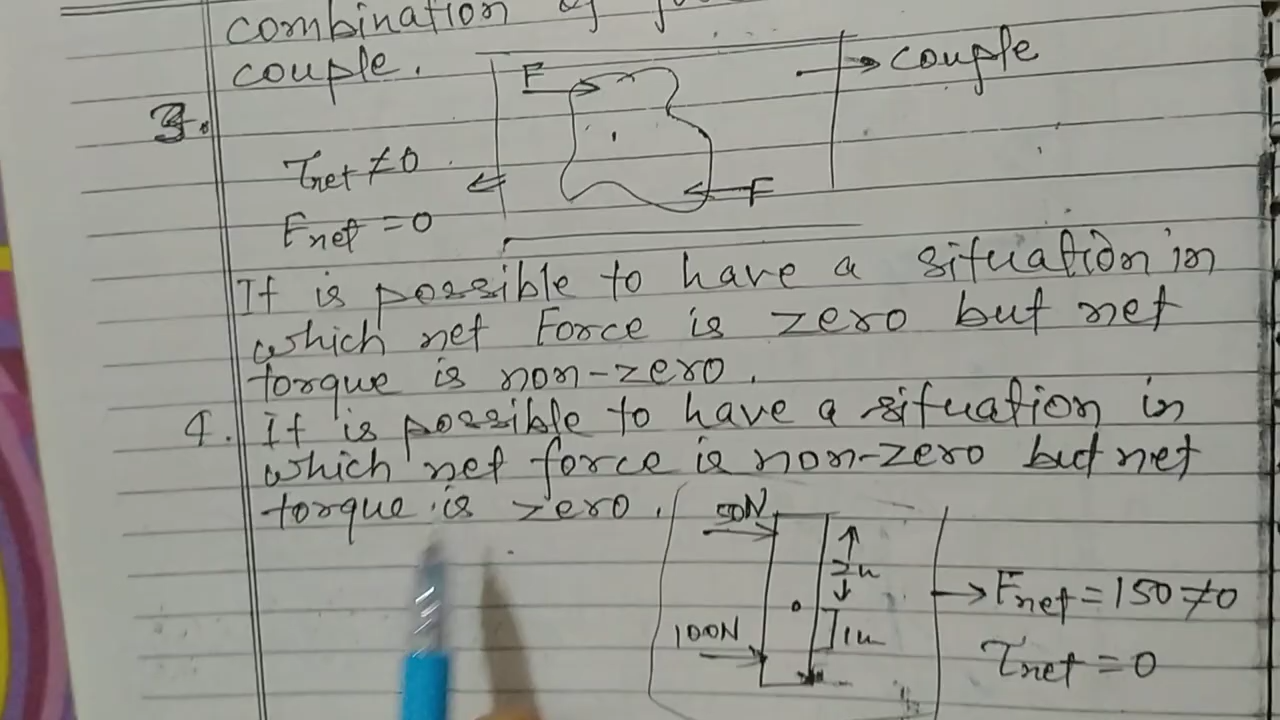 combination of
couple.
F → couple
3.
τnet ≠ 0
F
Fnet = 0
It is possible to have a situation in
which net Force is zero but net
torque is non-zero.
4. It is possible to have a situation in
which net force is non-zero but net
torque is zero.
50N
2m
→ Fnet = 150 ≠ 0
100N 1m
τnet = 0